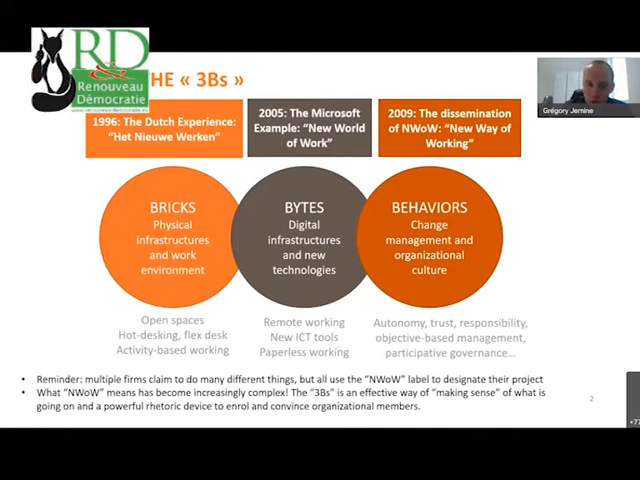 RD
&
Renouveau
Démocratie
HE « 3Bs »
Grégory Jemine
1996: The Dutch Experience:
"Het Nieuwe Werken"
2005: The Microsoft
Example: "New World
of Work"
2009: The dissemination
of NWoW: "New Way of
Working"
BRICKS
Physical
infrastructures
and work
environment
BYTES
Digital
infrastructures
and new
technologies
BEHAVIORS
Change
management and
organizational
culture
Open spaces
Hot-desking, flex desk
Activity-based working
Remote working
New ICT tools
Paperless working
Autonomy, trust, responsibility,
objective-based management,
participative governance...
• Reminder: multiple firms claim to do many different things, but all use the "NWoW" label to designate their project
• What "NWoW" means has become increasingly complex! The "3Bs" is an effective way of "making sense" of what is
going on and a powerful rhetoric device to enrol and convince organizational members.
2
+77